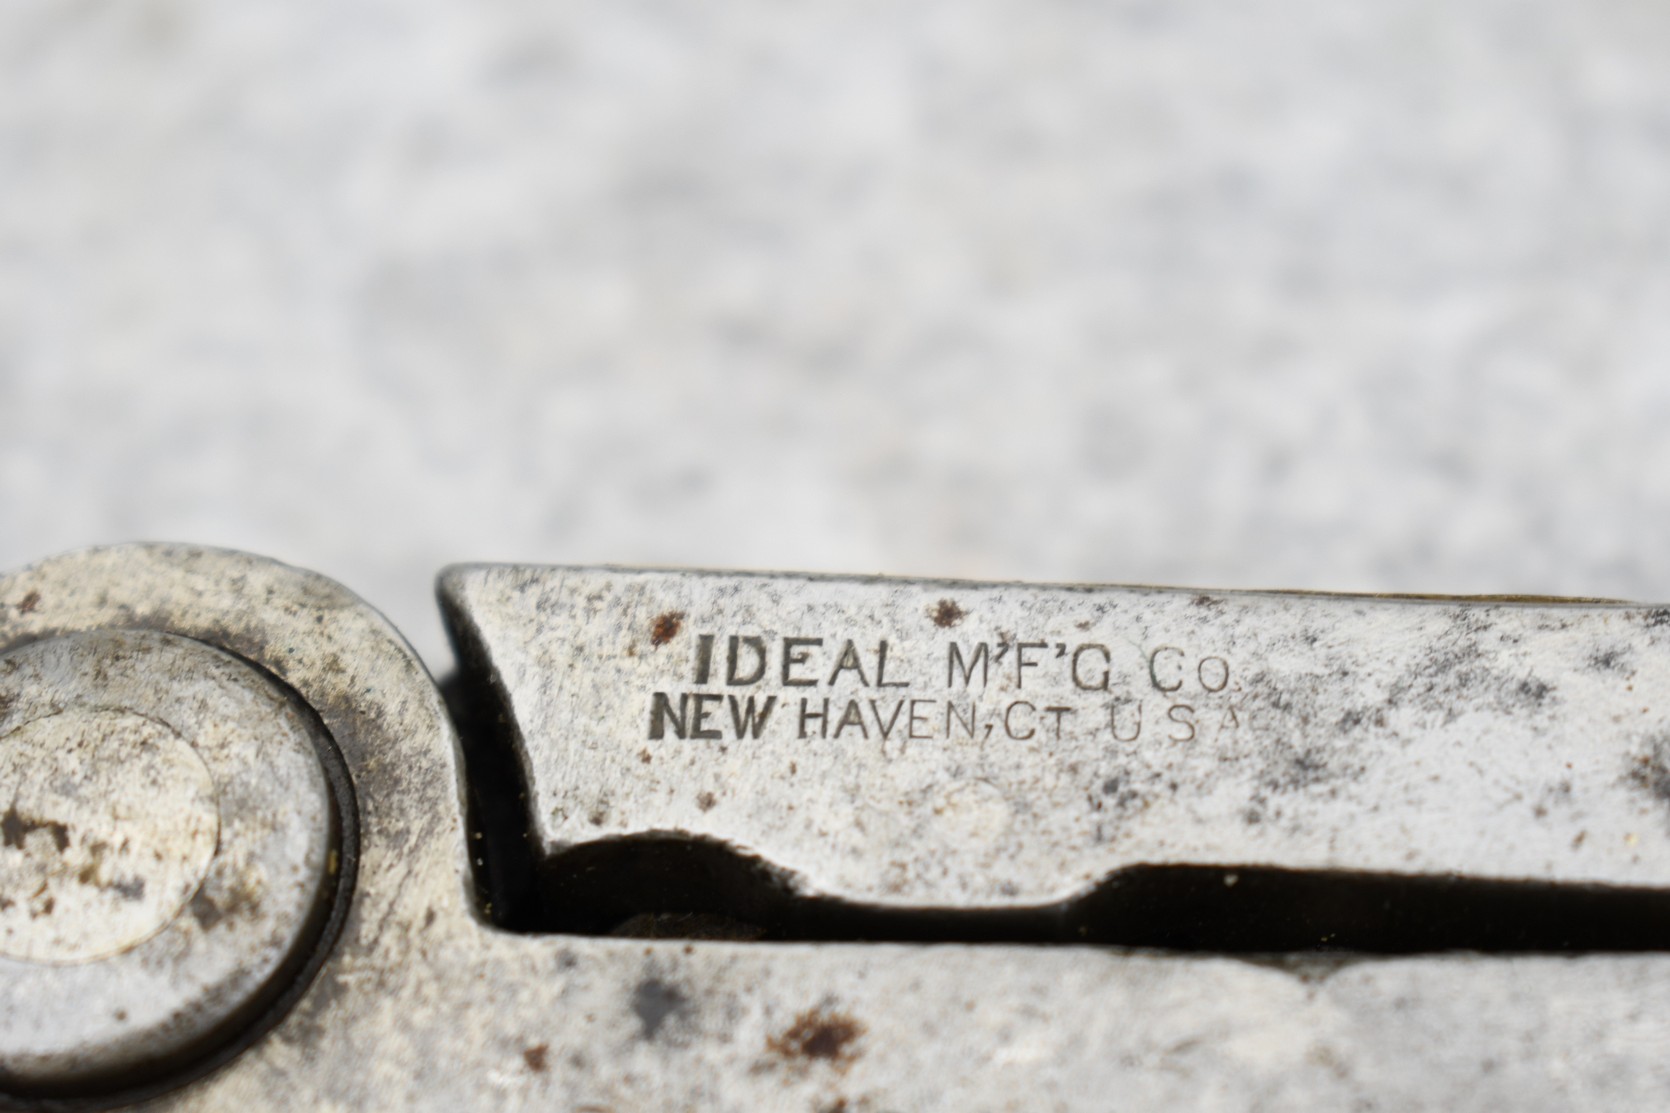 IDEAL M'F'G Co.
NEW HAVEN, CT. U S A